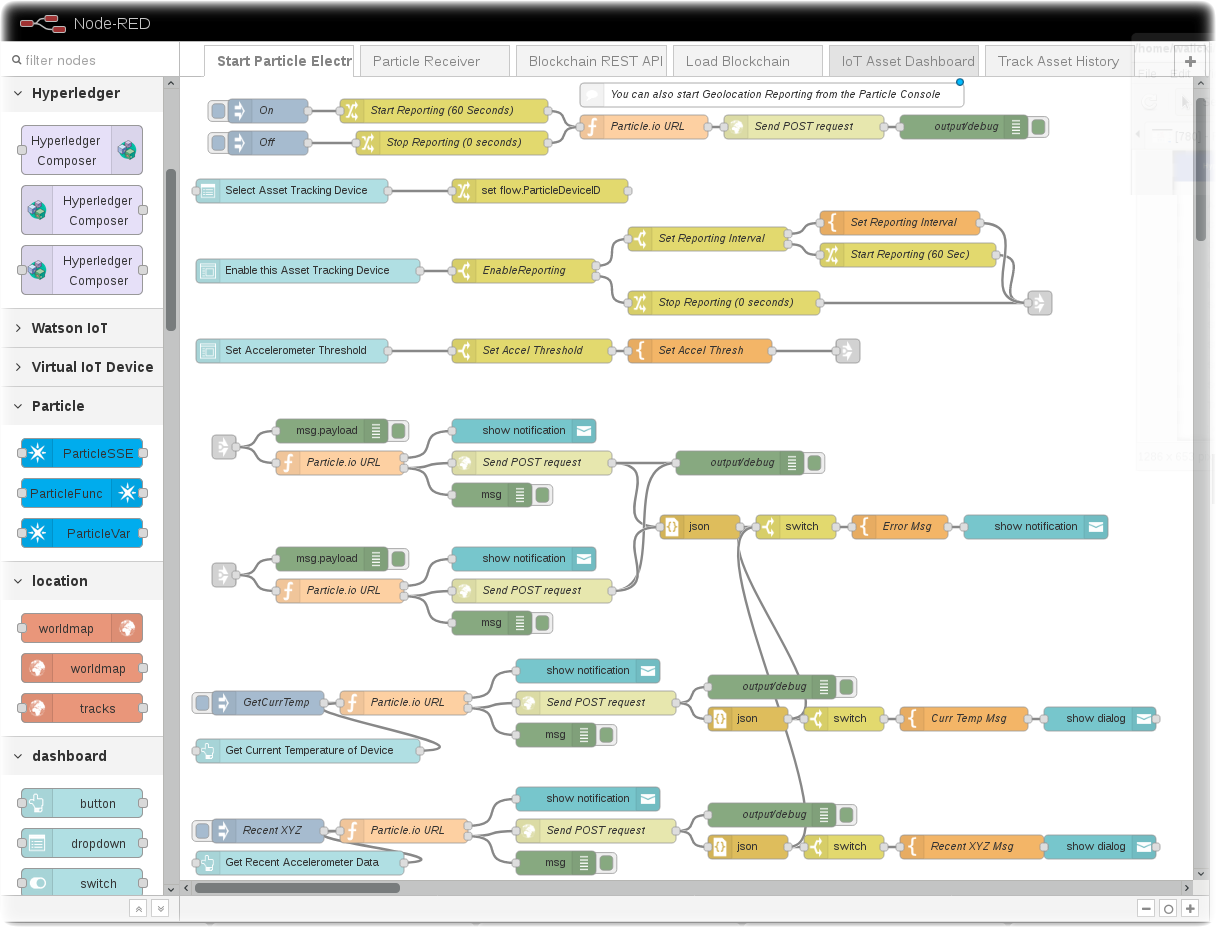 Node-RED
filter nodes
Hyperledger
Hyperledger
Composer
Hyperledger
Composer
Hyperledger
Composer
Watson IoT
Virtual IoT Device
Particle
ParticleSSE
ParticleFunc
ParticleVar
location
worldmap
worldmap
tracks
dashboard
button
dropdown
switch
Start Particle Electr
Particle Receiver
Blockchain REST API
Load Blockchain
IoT Asset Dashboard
Track Asset History
On
Start Reporting (60 Seconds)
You can also start Geolocation Reporting from the Particle Console
Off
Stop Reporting (0 seconds)
Particle.io URL
Send POST request
output/debug
Select Asset Tracking Device
set flow.ParticleDeviceID
Enable this Asset Tracking Device
EnableReporting
Set Reporting Interval
Set Reporting Interval
Start Reporting (60 Sec)
Stop Reporting (0 seconds)
Set Accelerometer Threshold
Set Accel Threshold
Set Accel Thresh
msg.payload
show notification
Particle.io URL
Send POST request
output/debug
msg
json
switch
Error Msg
show notification
msg.payload
show notification
Particle.io URL
Send POST request
msg
show notification
GetCurrTemp
Particle.io URL
Send POST request
output/debug
msg
json
switch
Curr Temp Msg
show dialog
Get Current Temperature of Device
show notification
Recent XYZ
Particle.io URL
Send POST request
output/debug
msg
json
switch
Recent XYZ Msg
show dialog
Get Recent Accelerometer Data